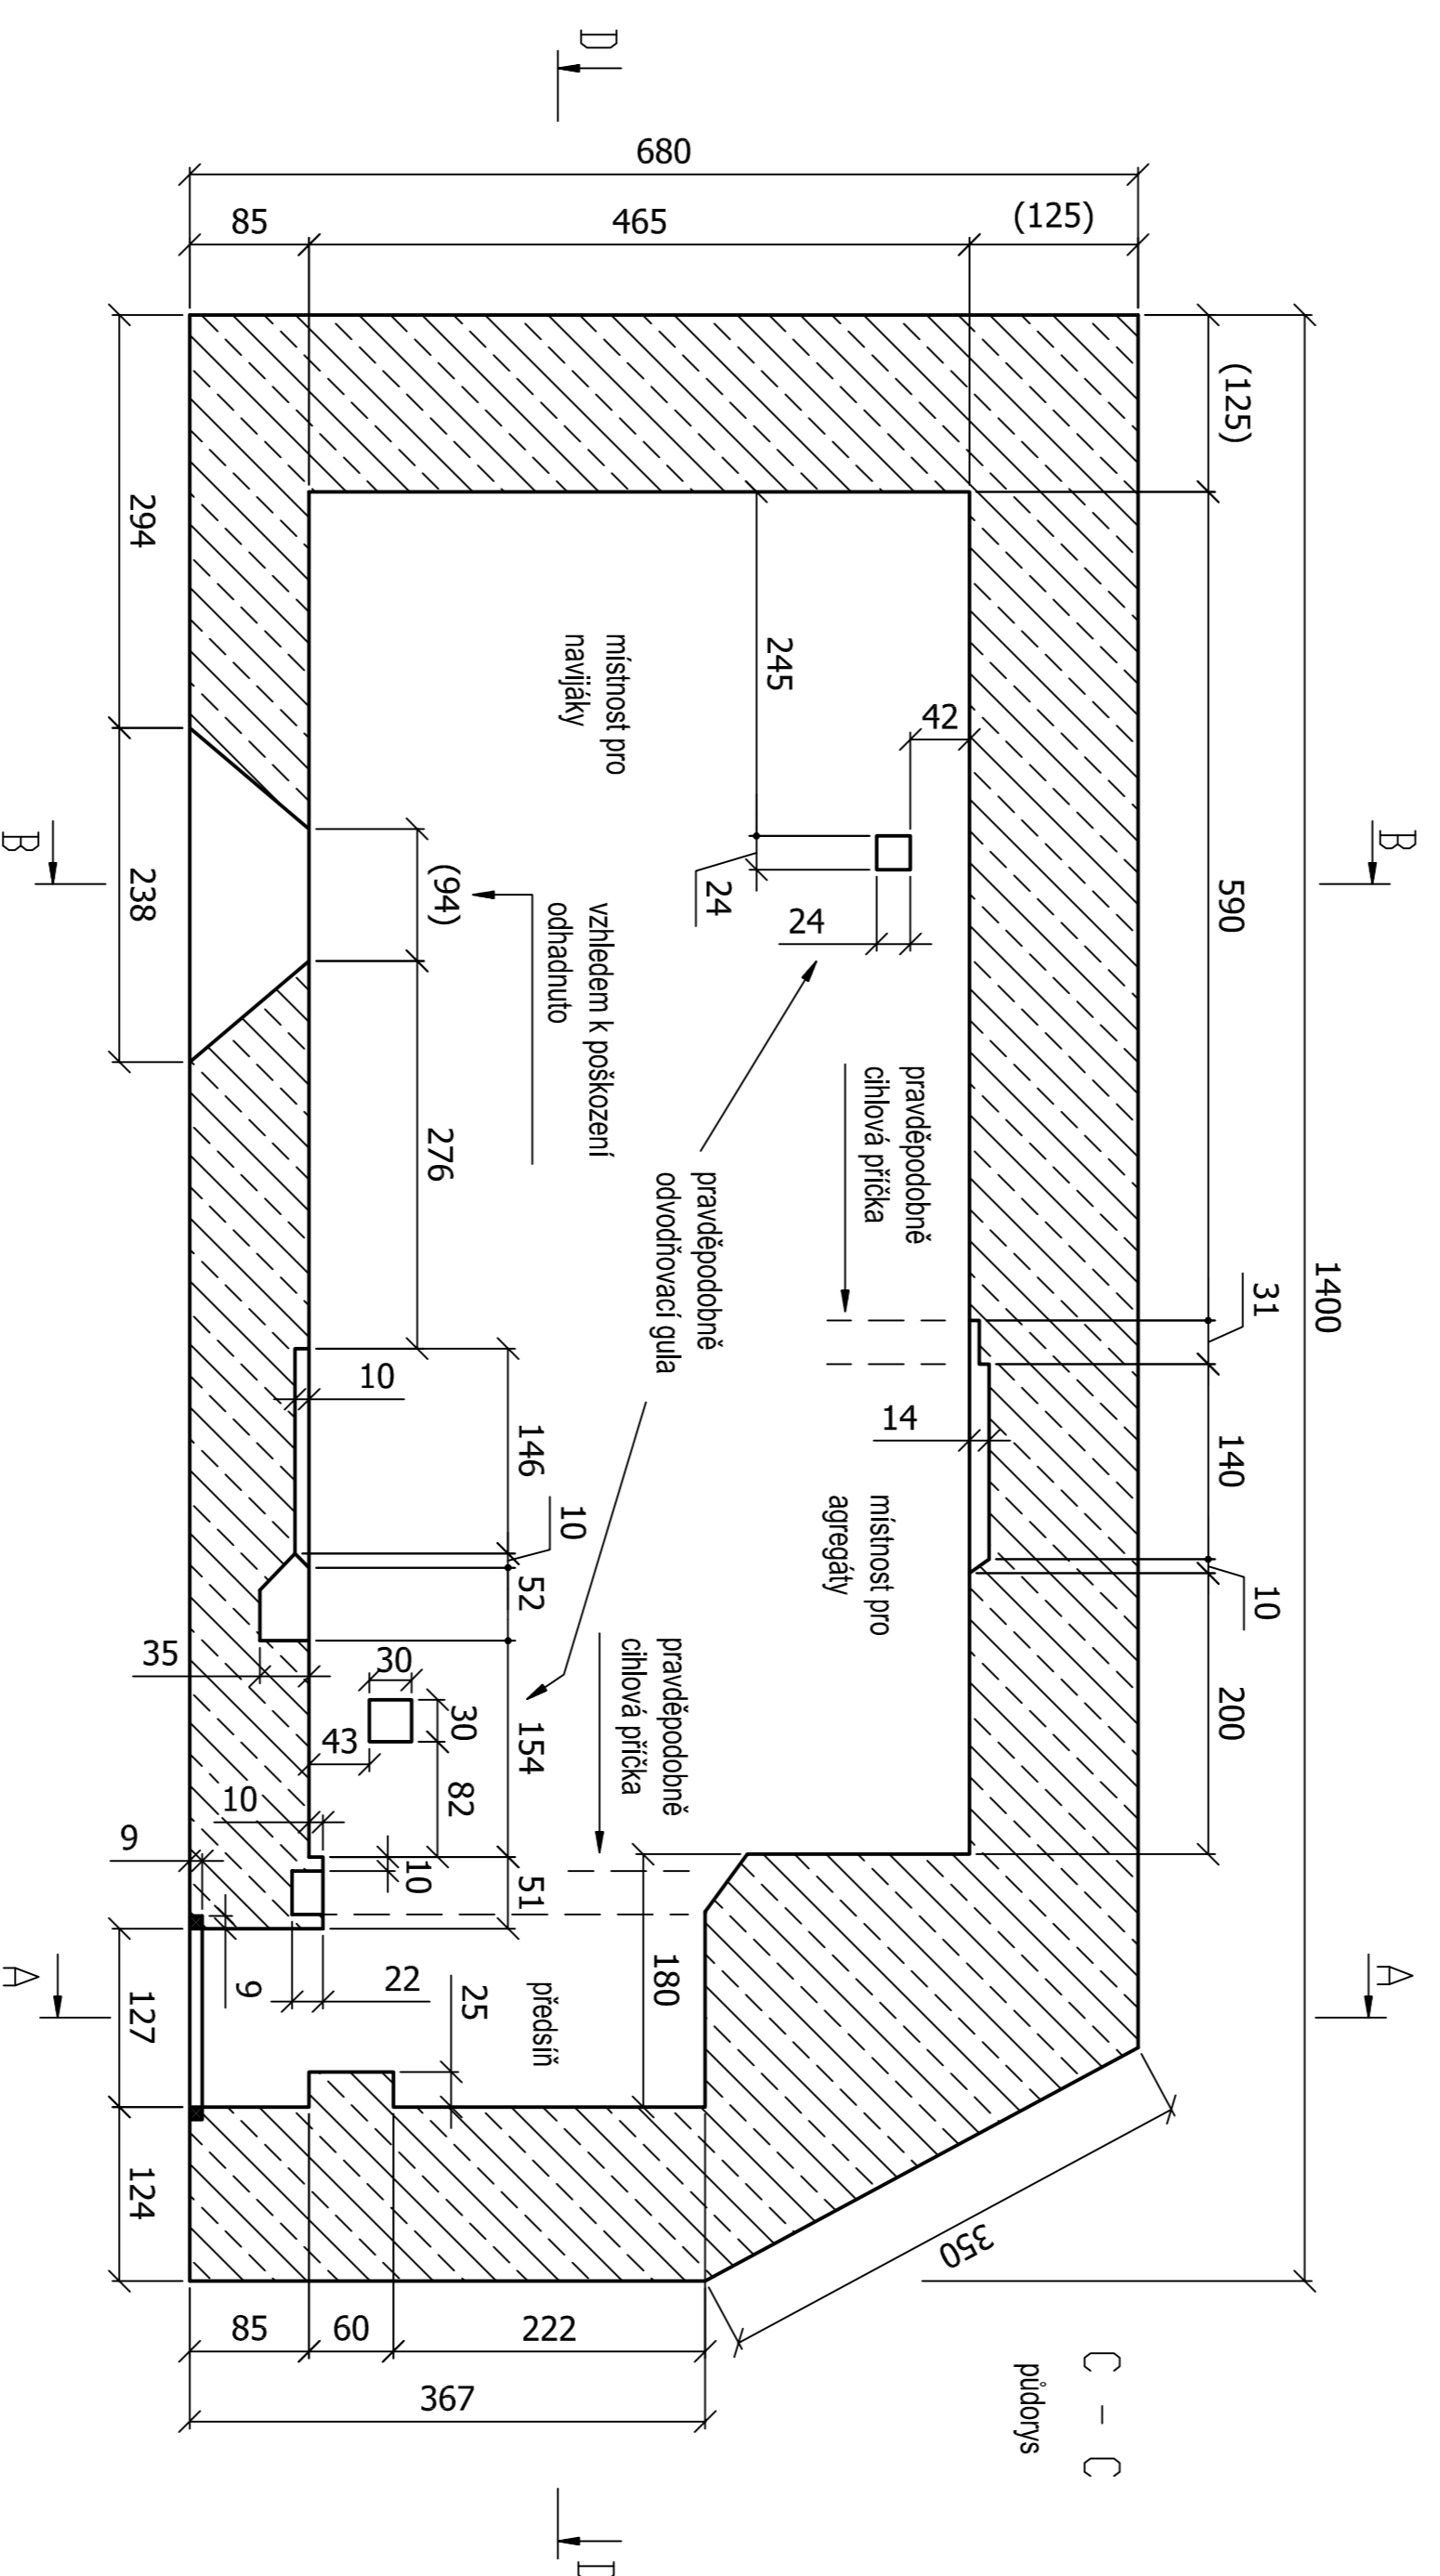 C – C
půdorys
D
D
B
B
A
A
680
85
465
(125)
(125)
590
31
140
10
200
1400
350
294
238
127
124
(94)
276
146
10
52
154
51
245
42
24
24
10
14
35
30
30
43
82
10
10
9
9
22
25
180
85
60
222
367
místnost pro
navijáky
vzhledem k poškození
odhadnuto
pravděpodobně
cihlová příčka
pravděpodobně
odvodňovací gula
místnost pro
agregáty
pravděpodobně
cihlová příčka
předsíň